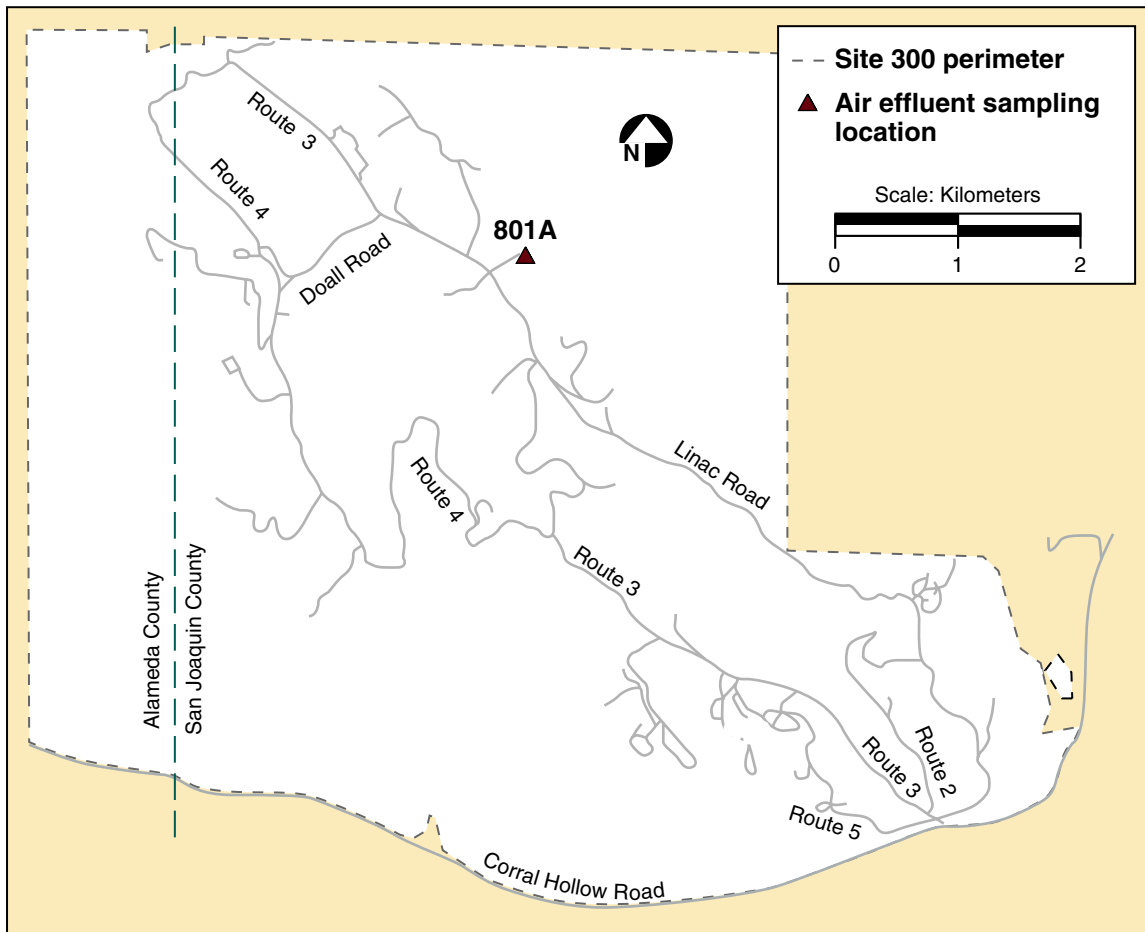 Site 300 perimeter
Air effluent sampling
location
Scale: Kilometers
0 1 2
N
Route 3
Route 4
801A
Doall Road
Linac Road
Route 4
Route 3
Alameda County
San Joaquin County
Route 3
Route 2
Route 5
Corral Hollow Road